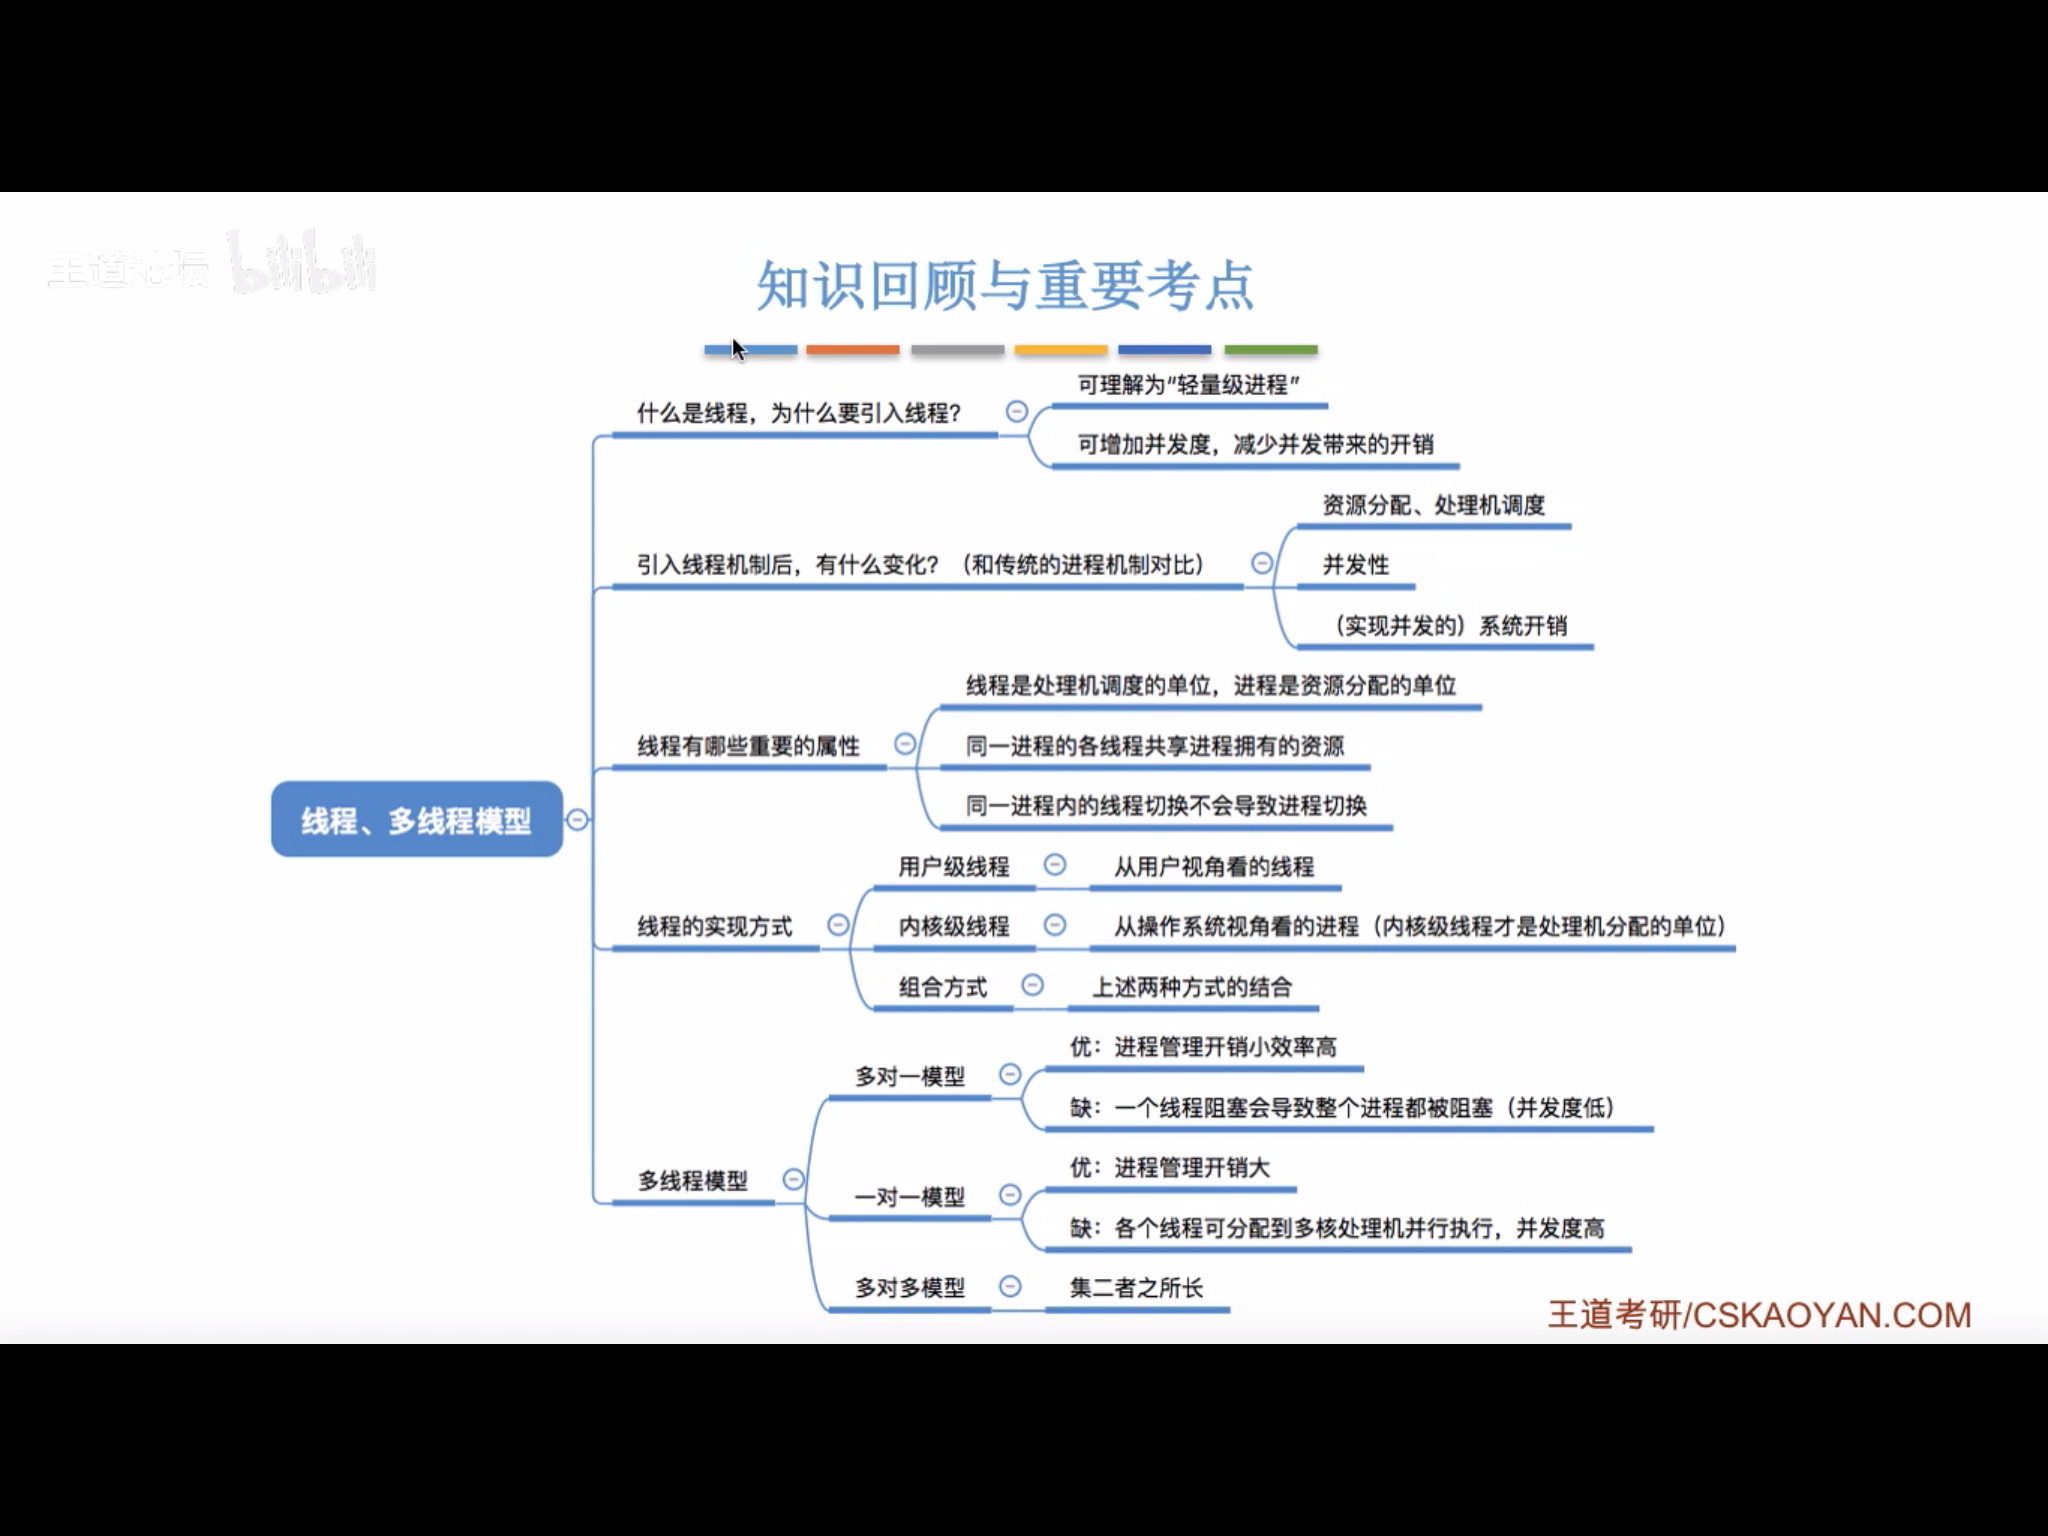 王道论坛 bilibili
知识回顾与重要考点
线程、多线程模型
什么是线程，为什么要引入线程？
可理解为“轻量级进程”
可增加并发度，减少并发带来的开销
引入线程机制后，有什么变化？（和传统的进程机制对比）
资源分配、处理机调度
并发性
（实现并发的）系统开销
线程有哪些重要的属性
线程是处理机调度的单位，进程是资源分配的单位
同一进程的各线程共享进程拥有的资源
同一进程内的线程切换不会导致进程切换
线程的实现方式
用户级线程
从用户视角看的线程
内核级线程
从操作系统视角看的进程（内核级线程才是处理机分配的单位）
组合方式
上述两种方式的结合
多线程模型
多对一模型
优：进程管理开销小效率高
缺：一个线程阻塞会导致整个进程都被阻塞（并发度低）
一对一模型
优：进程管理开销大
缺：各个线程可分配到多核处理机并行执行，并发度高
多对多模型
集二者之所长
王道考研/CSKAOYAN.COM